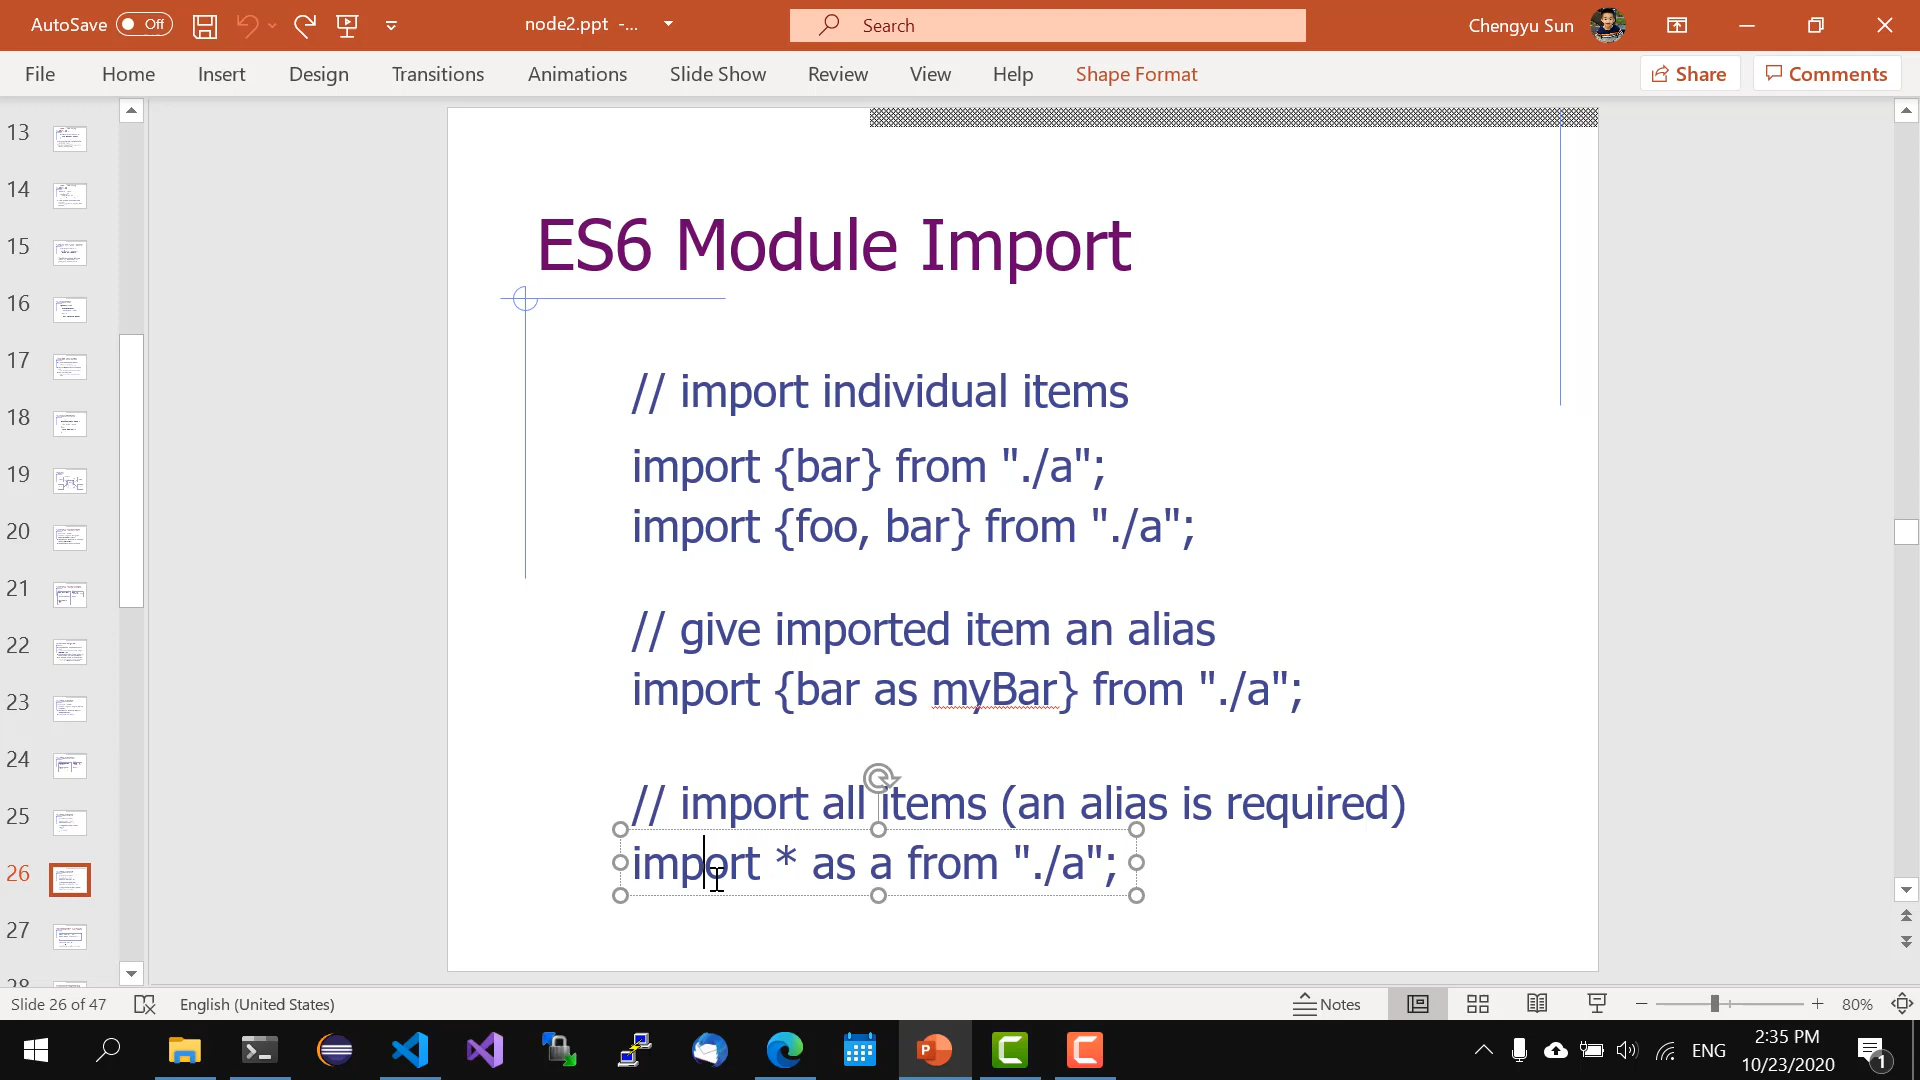 AutoSave Off node2.ppt -... Search Chengyu Sun
File Home Insert Design Transitions Animations Slide Show Review View Help Shape Format Share Comments
13
14
15
16
17
18
19
20
21
22
23
24
25
26
27
28
ES6 Module Import
// import individual items
import {bar} from "./a";
import {foo, bar} from "./a";
// give imported item an alias
import {bar as myBar} from "./a";
// import all items (an alias is required)
import * as a from "./a";
Slide 26 of 47 English (United States) Notes 80%
ENG 2:35 PM
10/23/2020 1